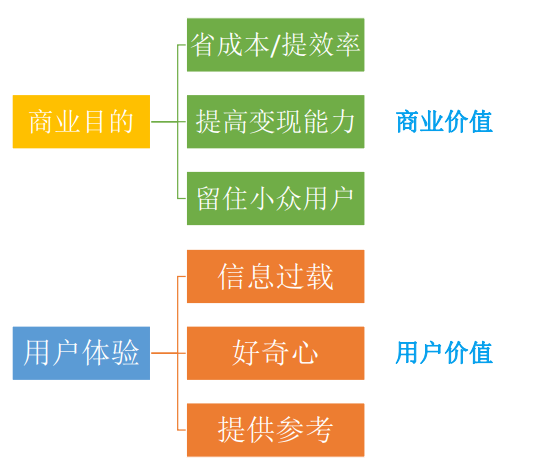 省成本/提效率
商业目的
提高变现能力
商业价值
留住小众用户
信息过载
用户体验
好奇心
用户价值
提供参考